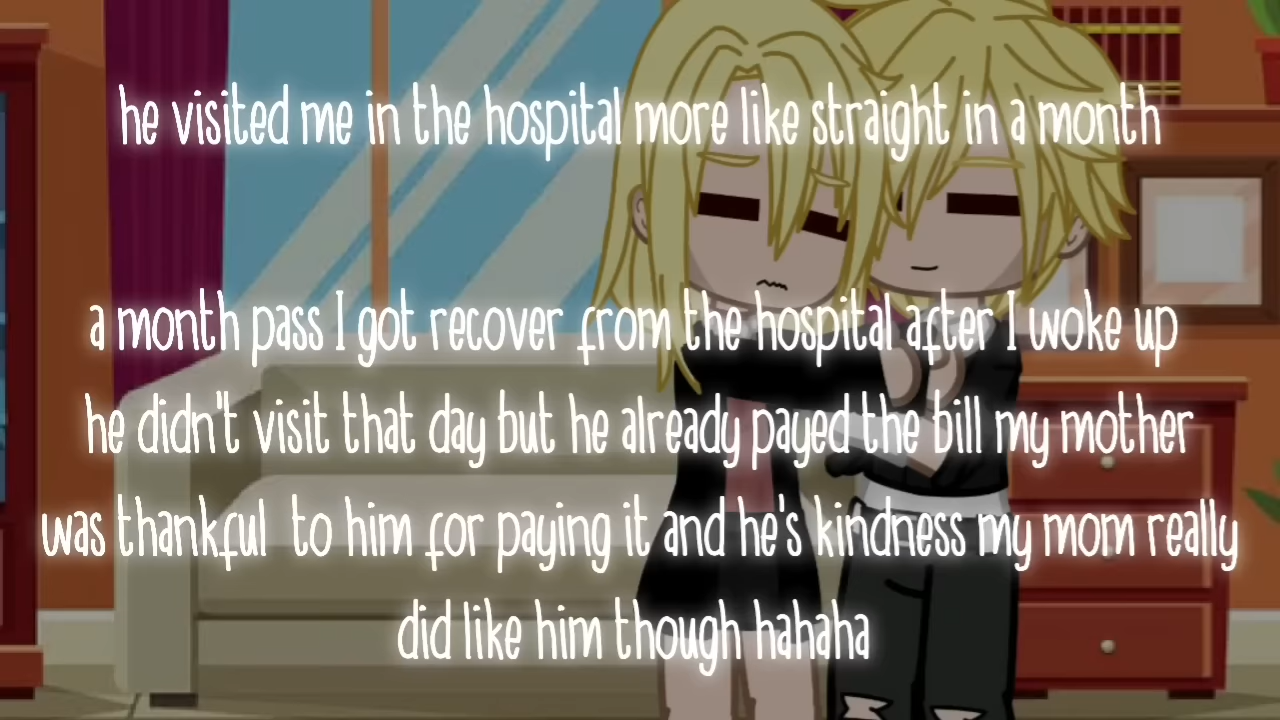 he visited me in the hospital more like straight in a month
a month pass I got recover from the hospital after I woke up
he didn't visit that day but he already payed the bill my mother
was thankful to him for paying it and he's kindness my mom really
did like him though hahaha